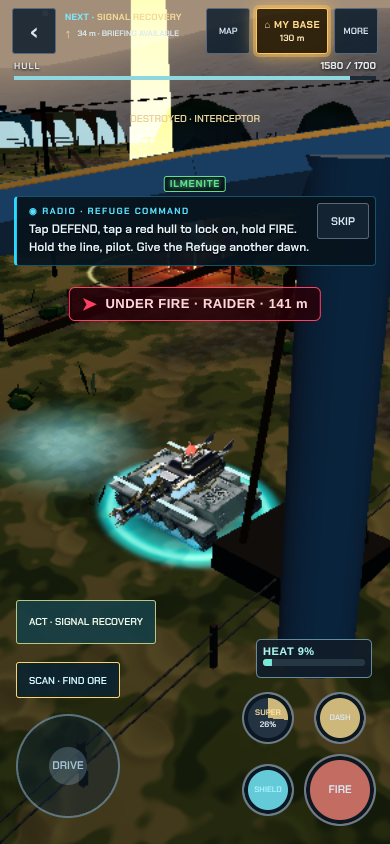 NEXT · SIGNAL RECOVERY
↑ 34 m · BRIEFING AVAILABLE
MAP
⌂ MY BASE
130 m
MORE
HULL
1580 / 1700
DESTROYED · INTERCEPTOR
ILMENITE
◉ RADIO · REFUGE COMMAND
Tap DEFEND, tap a red hull to lock on, hold FIRE.
Hold the line, pilot. Give the Refuge another dawn.
SKIP
➤ UNDER FIRE · RAIDER · 141 m
ACT · SIGNAL RECOVERY
SCAN · FIND ORE
HEAT 9%
SUPER
26%
DASH
DRIVE
SHIELD
FIRE